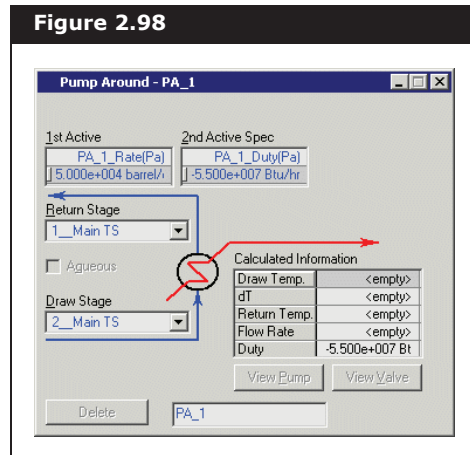 Figure 2.98
Pump Around - PA_1
1st Active
2nd Active Spec
PA_1_Rate(Pa)
PA_1_Duty(Pa)
5.000e+004 barrel/
-5.500e+007 Btu/hr
Return Stage
1__Main TS
Aqueous
Draw Stage
2__Main TS
Calculated Information
Draw Temp. <empty>
dT <empty>
Return Temp. <empty>
Flow Rate <empty>
Duty -5.500e+007 Bt
View Pump
View Valve
Delete
PA_1